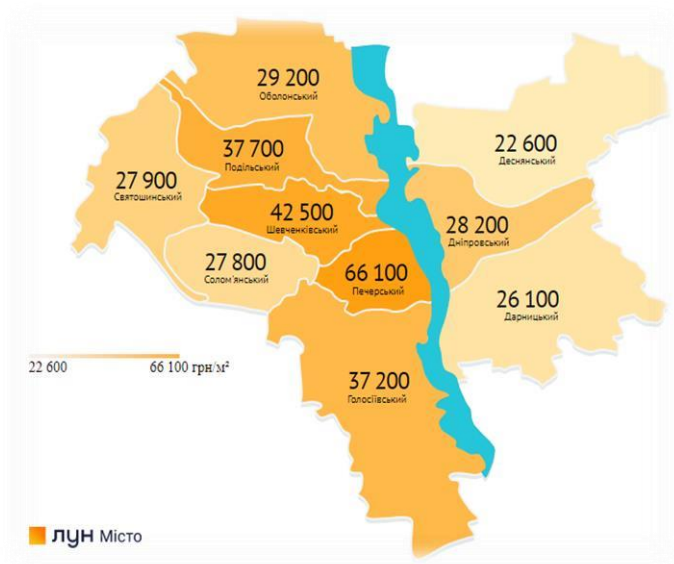 29 200
Оболонський
22 600
Деснянський
37 700
Подільський
27 900
Святошинський
42 500
Шевченківський
28 200
Дніпровський
27 800
Солом'янський
66 100
Печерський
26 100
Дарницький
22 600
66 100 грн/м²
37 200
Голосіївський
ЛУН Місто